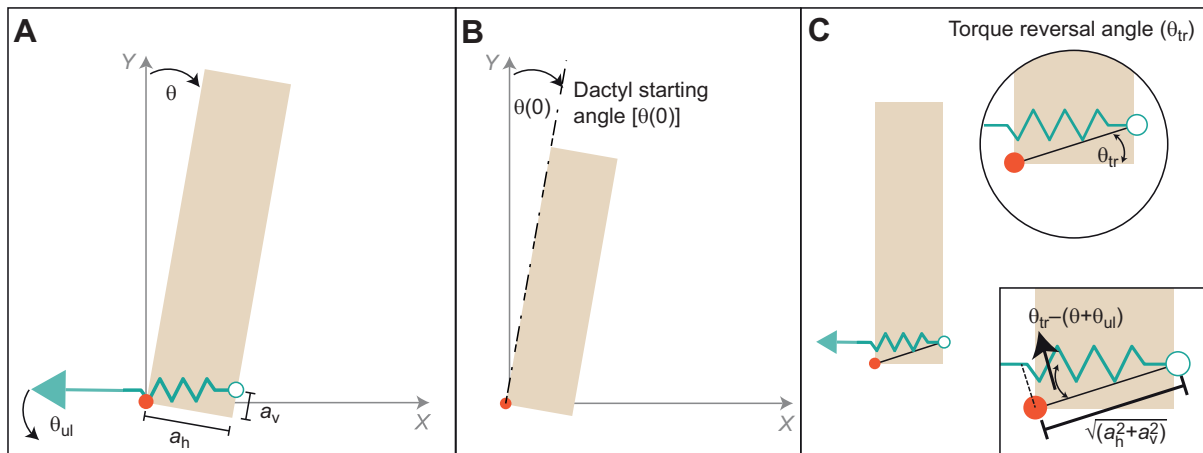 A
Y
θ
θul
ah
av
X
B
Y
θ(0)
Dactyl starting
angle [θ(0)]
X
C
Torque reversal angle (θtr)
θtr
θtr–(θ+θul)
√(ah²+av²)